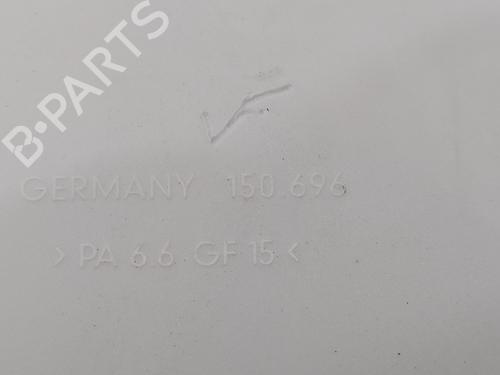 B-PARTS
GERMANY 150.696
> PA 6.6 GF 15 <